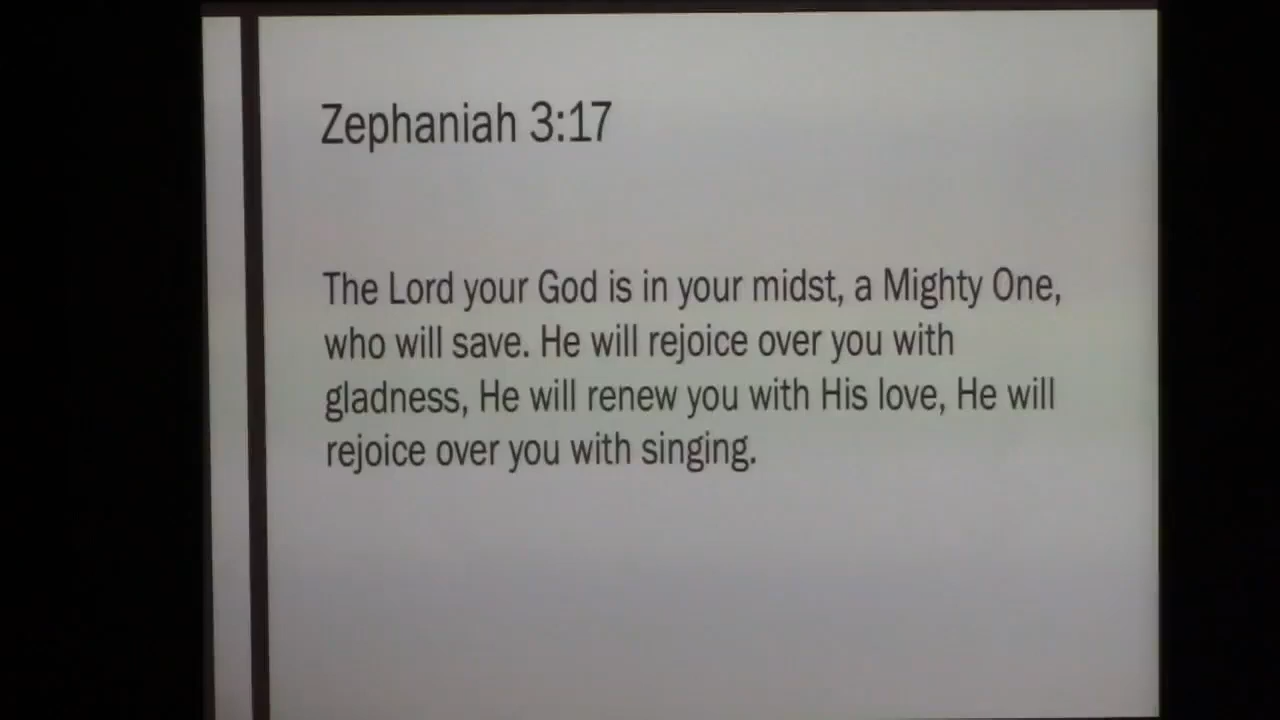 Zephaniah 3:17
The Lord your God is in your midst, a Mighty One,
who will save. He will rejoice over you with
gladness, He will renew you with His love, He will
rejoice over you with singing.